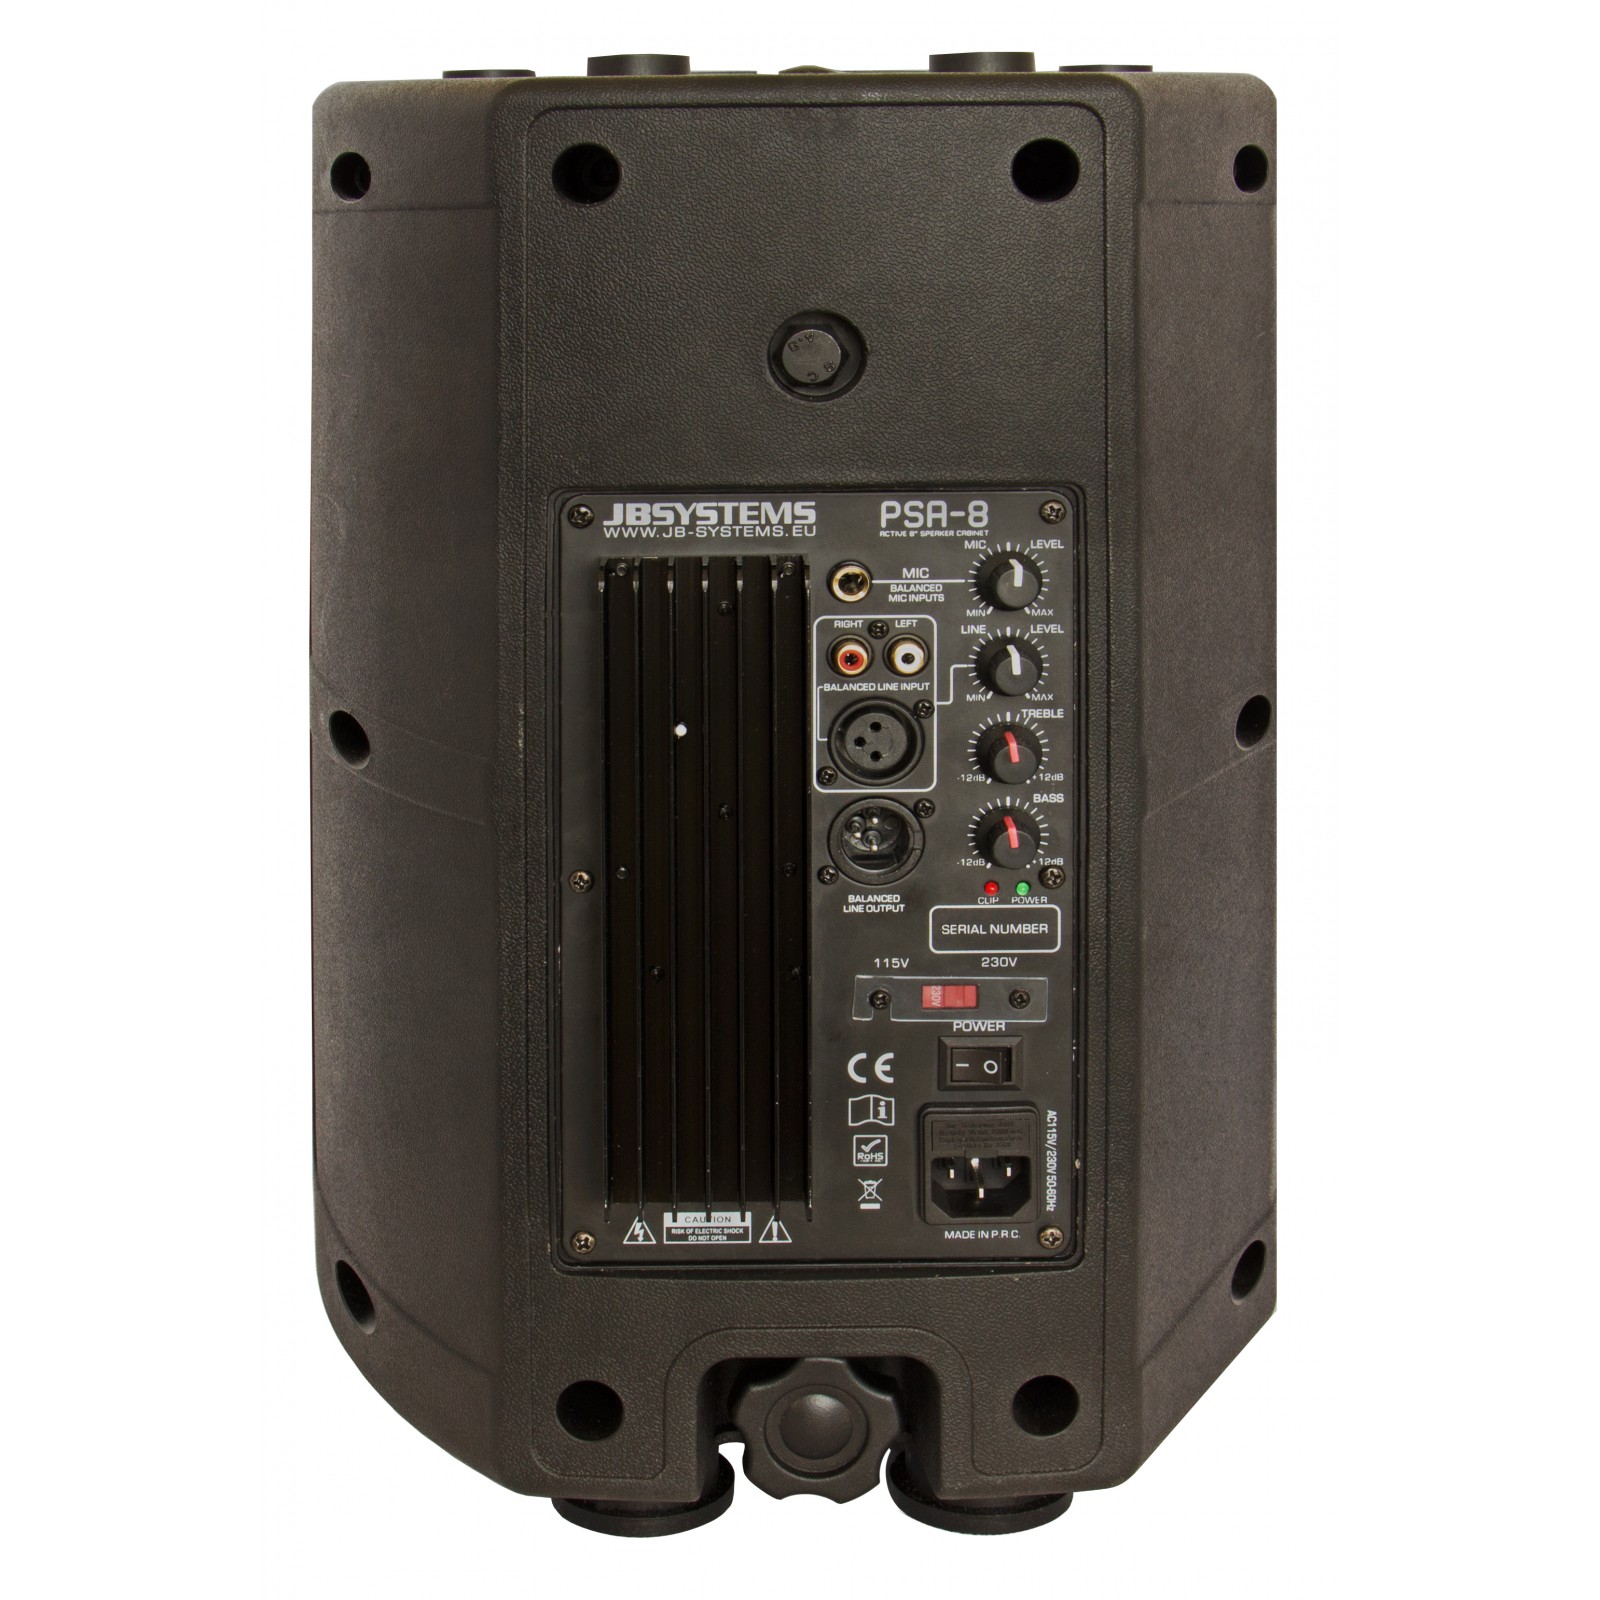 JBSYSTEMS
WWW.JB-SYSTEMS.EU
PSA-8
ACTIVE 8" SPEAKER CABINET
MIC LEVEL
MIC
BALANCED
MIC INPUTS
MIN MAX
RIGHT LEFT
LINE LEVEL
BALANCED LINE INPUT
MIN MAX
TREBLE
-12dB +12dB
BASS
-12dB +12dB
CLIP POWER
BALANCED
LINE OUTPUT
SERIAL NUMBER
115V 230V
230V
POWER
I O
CE
i
RoHS
AC115V/230V 50-60Hz
CAUTION
RISK OF ELECTRIC SHOCK
DO NOT OPEN
MADE IN P.R.C.